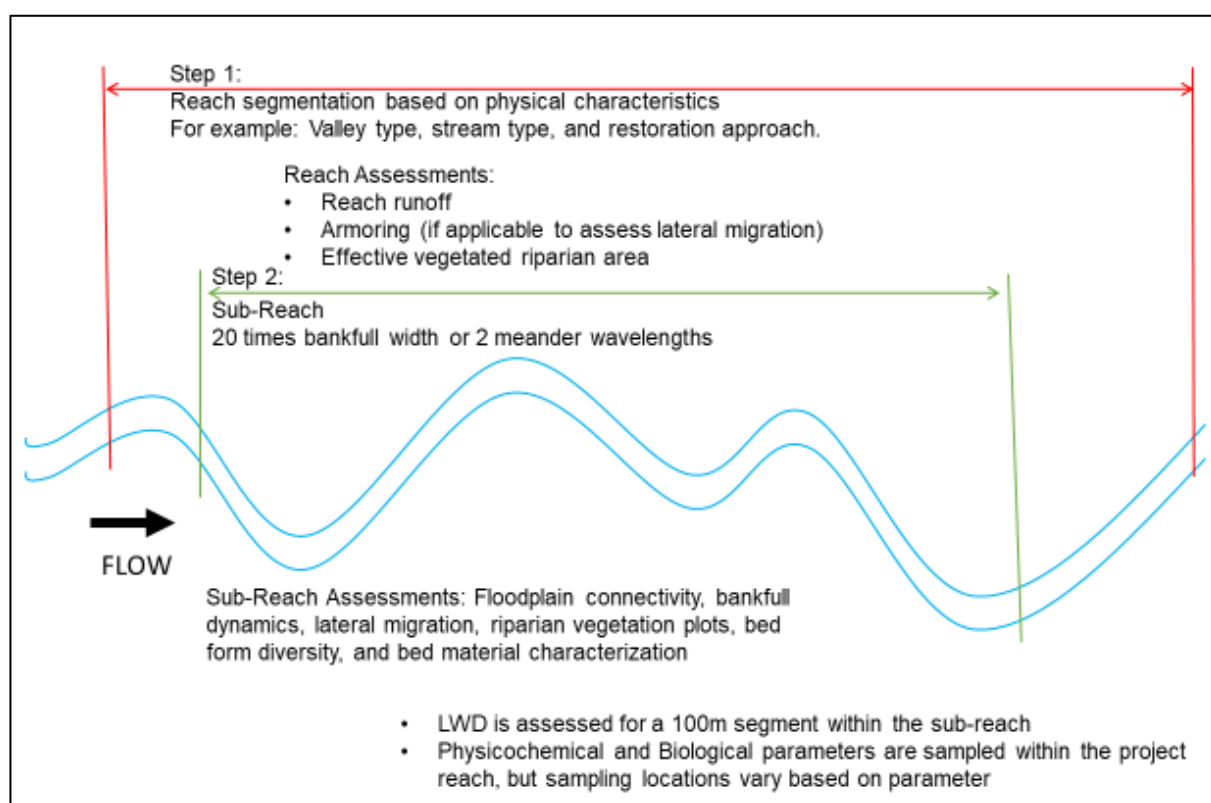 Step 1:
Reach segmentation based on physical characteristics
For example: Valley type, stream type, and restoration approach.
Reach Assessments:
• Reach runoff
• Armoring (if applicable to assess lateral migration)
• Effective vegetated riparian area
Step 2:
Sub-Reach
20 times bankfull width or 2 meander wavelengths
FLOW
Sub-Reach Assessments: Floodplain connectivity, bankfull
dynamics, lateral migration, riparian vegetation plots, bed
form diversity, and bed material characterization
• LWD is assessed for a 100m segment within the sub-reach
• Physicochemical and Biological parameters are sampled within the project
reach, but sampling locations vary based on parameter